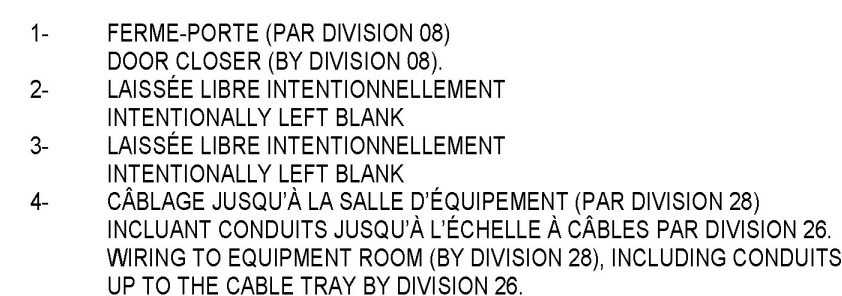 1- FERME-PORTE (PAR DIVISION 08)
DOOR CLOSER (BY DIVISION 08).
2- LAISSÉE LIBRE INTENTIONNELLEMENT
INTENTIONALLY LEFT BLANK
3- LAISSÉE LIBRE INTENTIONNELLEMENT
INTENTIONALLY LEFT BLANK
4- CÂBLAGE JUSQU'À LA SALLE D'ÉQUIPEMENT (PAR DIVISION 28)
INCLUANT CONDUITS JUSQU'À L'ÉCHELLE À CÂBLES PAR DIVISION 26.
WIRING TO EQUIPMENT ROOM (BY DIVISION 28), INCLUDING CONDUITS
UP TO THE CABLE TRAY BY DIVISION 26.